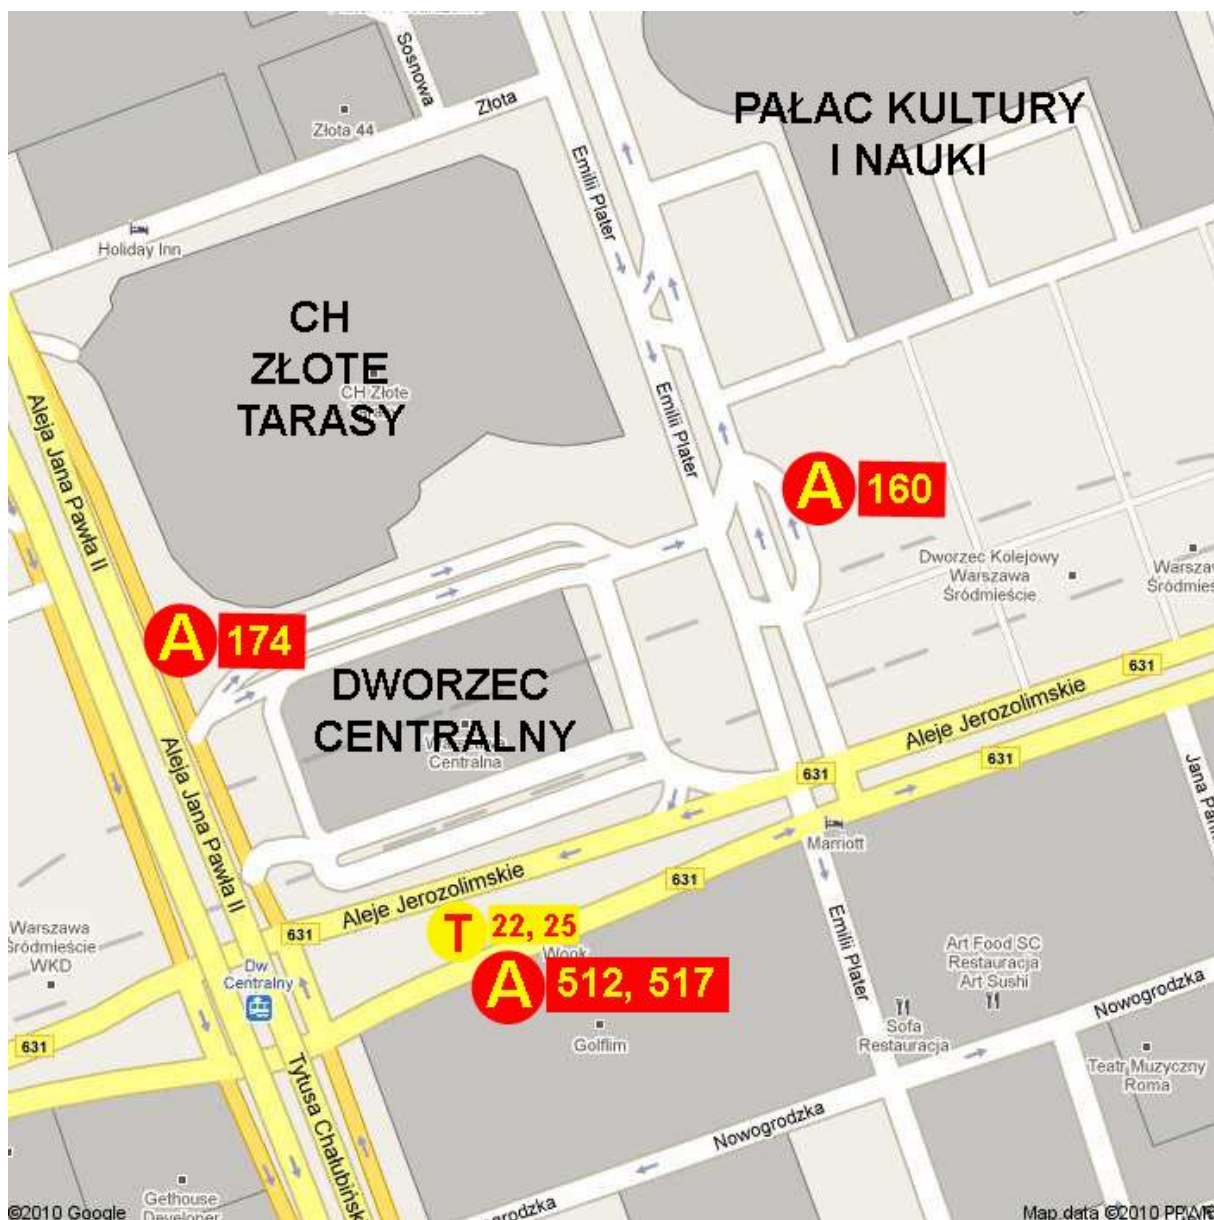 Sosnowa
Złota
Złota 44
PAŁAC KULTURY
I NAUKI
Emilii Plater
Holiday Inn
CH
ZŁOTE
TARASY
CH Złote
Emilii Plater
Aleja Jana Pawła II
A 160
Dworzec Kolejowy
Warszawa
Śródmieście
A 174
631
DWORZEC
CENTRALNY
Centralna
Aleje Jerozolimskie
631
631
Aleja Jana Pawła II
Marriott
631
Aleje Jerozolimskie
T 22, 25
631
Warszawa
Śródmieście
WKD
Dw
Centralny
A 512, 517
Emilii Plater
Art Food SC
Restauracja
Art Sushi
Nowogrodzka
Sofa
Restauracja
Golflim
631
Teatr Muzyczny
Roma
Nowogrodzka
Gethouse
Developer
©2010 Google
Map data ©2010